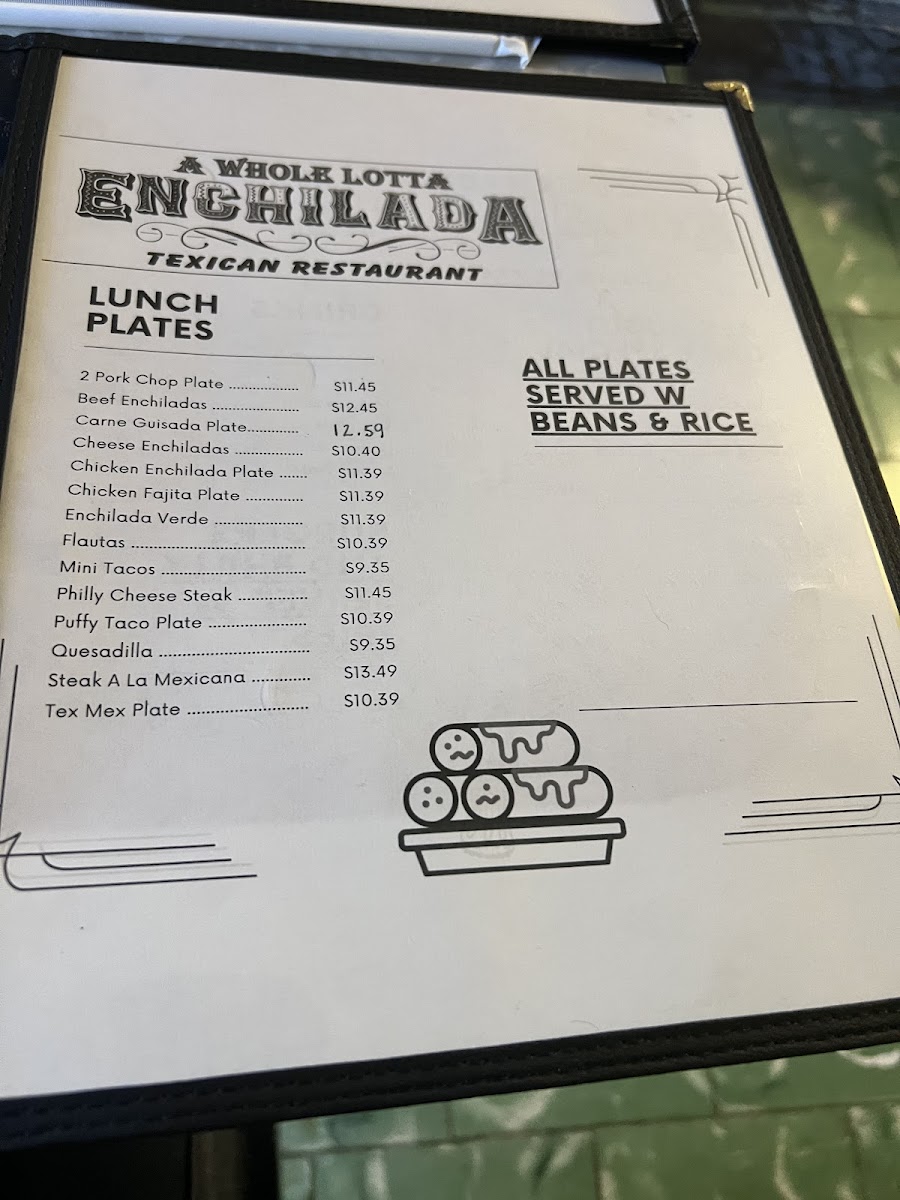 A WHOLE LOTTA
ENCHILADA
TEXICAN RESTAURANT
LUNCH
PLATES
2 Pork Chop Plate ................. $11.45
Beef Enchiladas ..................... $12.45
Carne Guisada Plate............. 12.59
Cheese Enchiladas ................. $10.40
Chicken Enchilada Plate ....... $11.39
Chicken Fajita Plate .............. $11.39
Enchilada Verde ..................... $11.39
Flautas .......................................... $10.39
Mini Tacos ................................... $9.35
Philly Cheese Steak ................. $11.45
Puffy Taco Plate ........................ $10.39
Quesadilla .................................... $9.35
Steak A La Mexicana .............. $13.49
Tex Mex Plate ............................. $10.39
ALL PLATES
SERVED W
BEANS & RICE